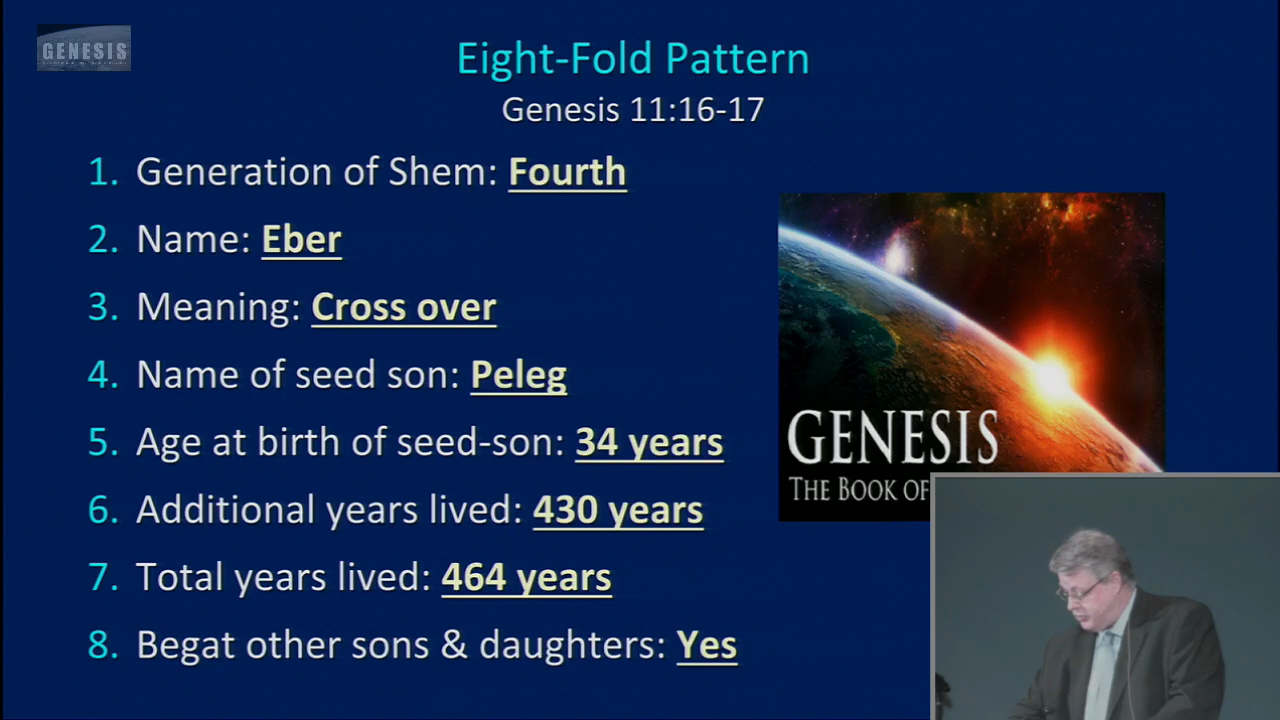 GENESIS
Eight-Fold Pattern
Genesis 11:16-17
1. Generation of Shem: Fourth
2. Name: Eber
3. Meaning: Cross over
4. Name of seed son: Peleg
5. Age at birth of seed-son: 34 years
6. Additional years lived: 430 years
7. Total years lived: 464 years
8. Begat other sons & daughters: Yes
GENESIS
THE BOOK OF